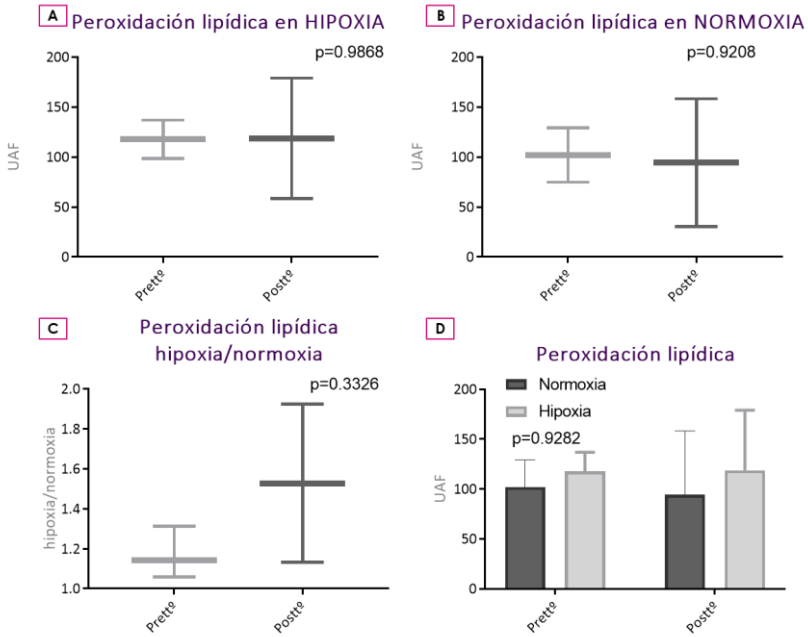 A
Peroxidación lipídica en HIPOXIA
p=0.9868
200
150
100
50
0
UAF
Prettº
Posttº
B
Peroxidación lipídica en NORMOXIA
p=0.9208
200
150
100
50
0
UAF
Prettº
Posttº
C
Peroxidación lipídica
hipoxia/normoxia
p=0.3326
2.0
1.8
1.6
1.4
1.2
1.0
hipoxia/normoxia
Prettº
Posttº
D
Peroxidación lipídica
Normoxia
Hipoxia
p=0.9282
200
150
100
50
0
UAF
Prettº
Posttº